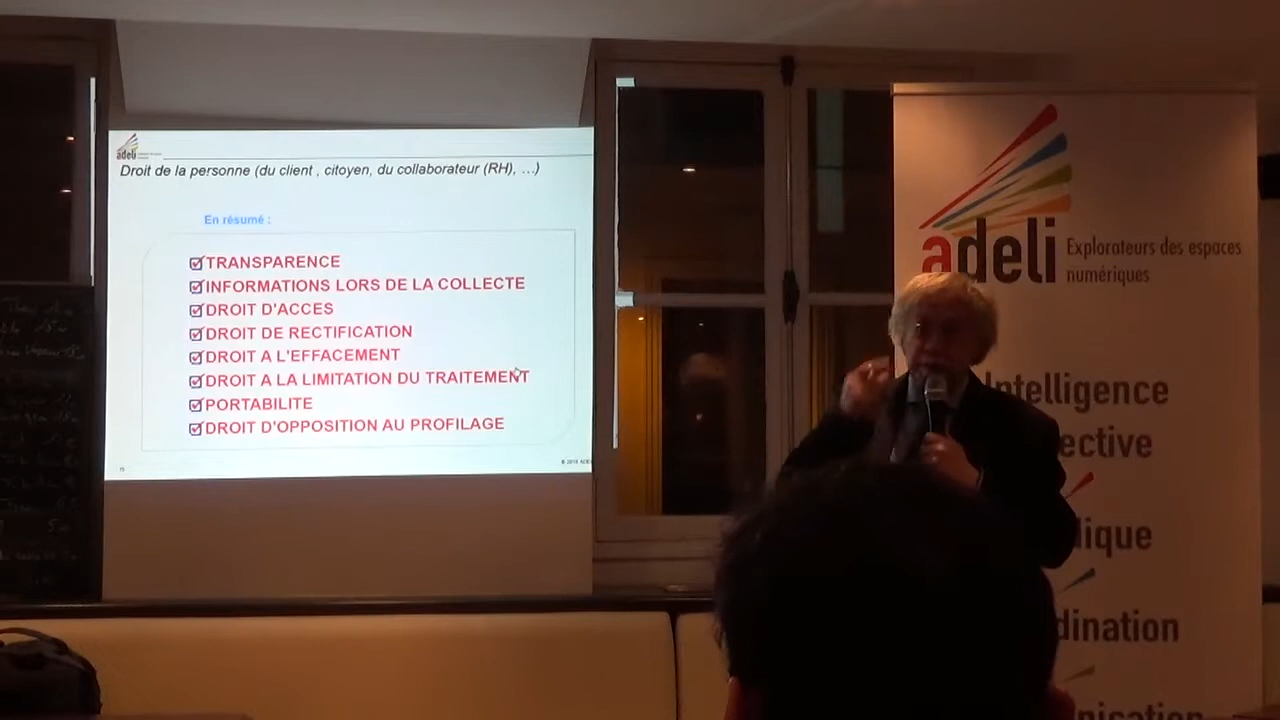 adeli
Droit de la personne (du client , citoyen, du collaborateur (RH), ...)
En résumé :
TRANSPARENCE
INFORMATIONS LORS DE LA COLLECTE
DROIT D'ACCES
DROIT DE RECTIFICATION
DROIT A L'EFFACEMENT
DROIT A LA LIMITATION DU TRAITEMENT
PORTABILITE
DROIT D'OPPOSITION AU PROFILAGE
adeli
Explorateurs des espaces
numériques
Intelligence
ective
lique
dination
nisation